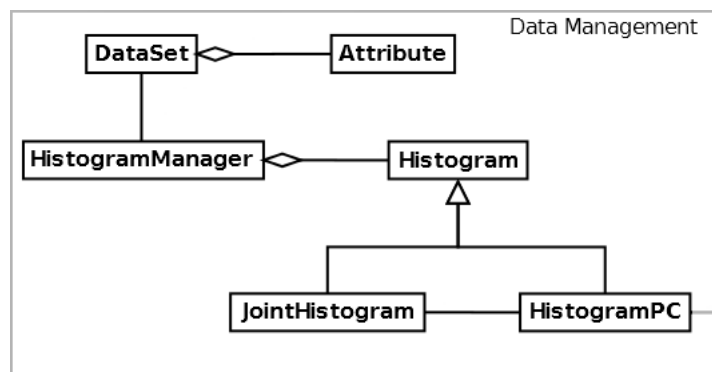 Data Management
DataSet
Attribute
HistogramManager
Histogram
JointHistogram
HistogramPC